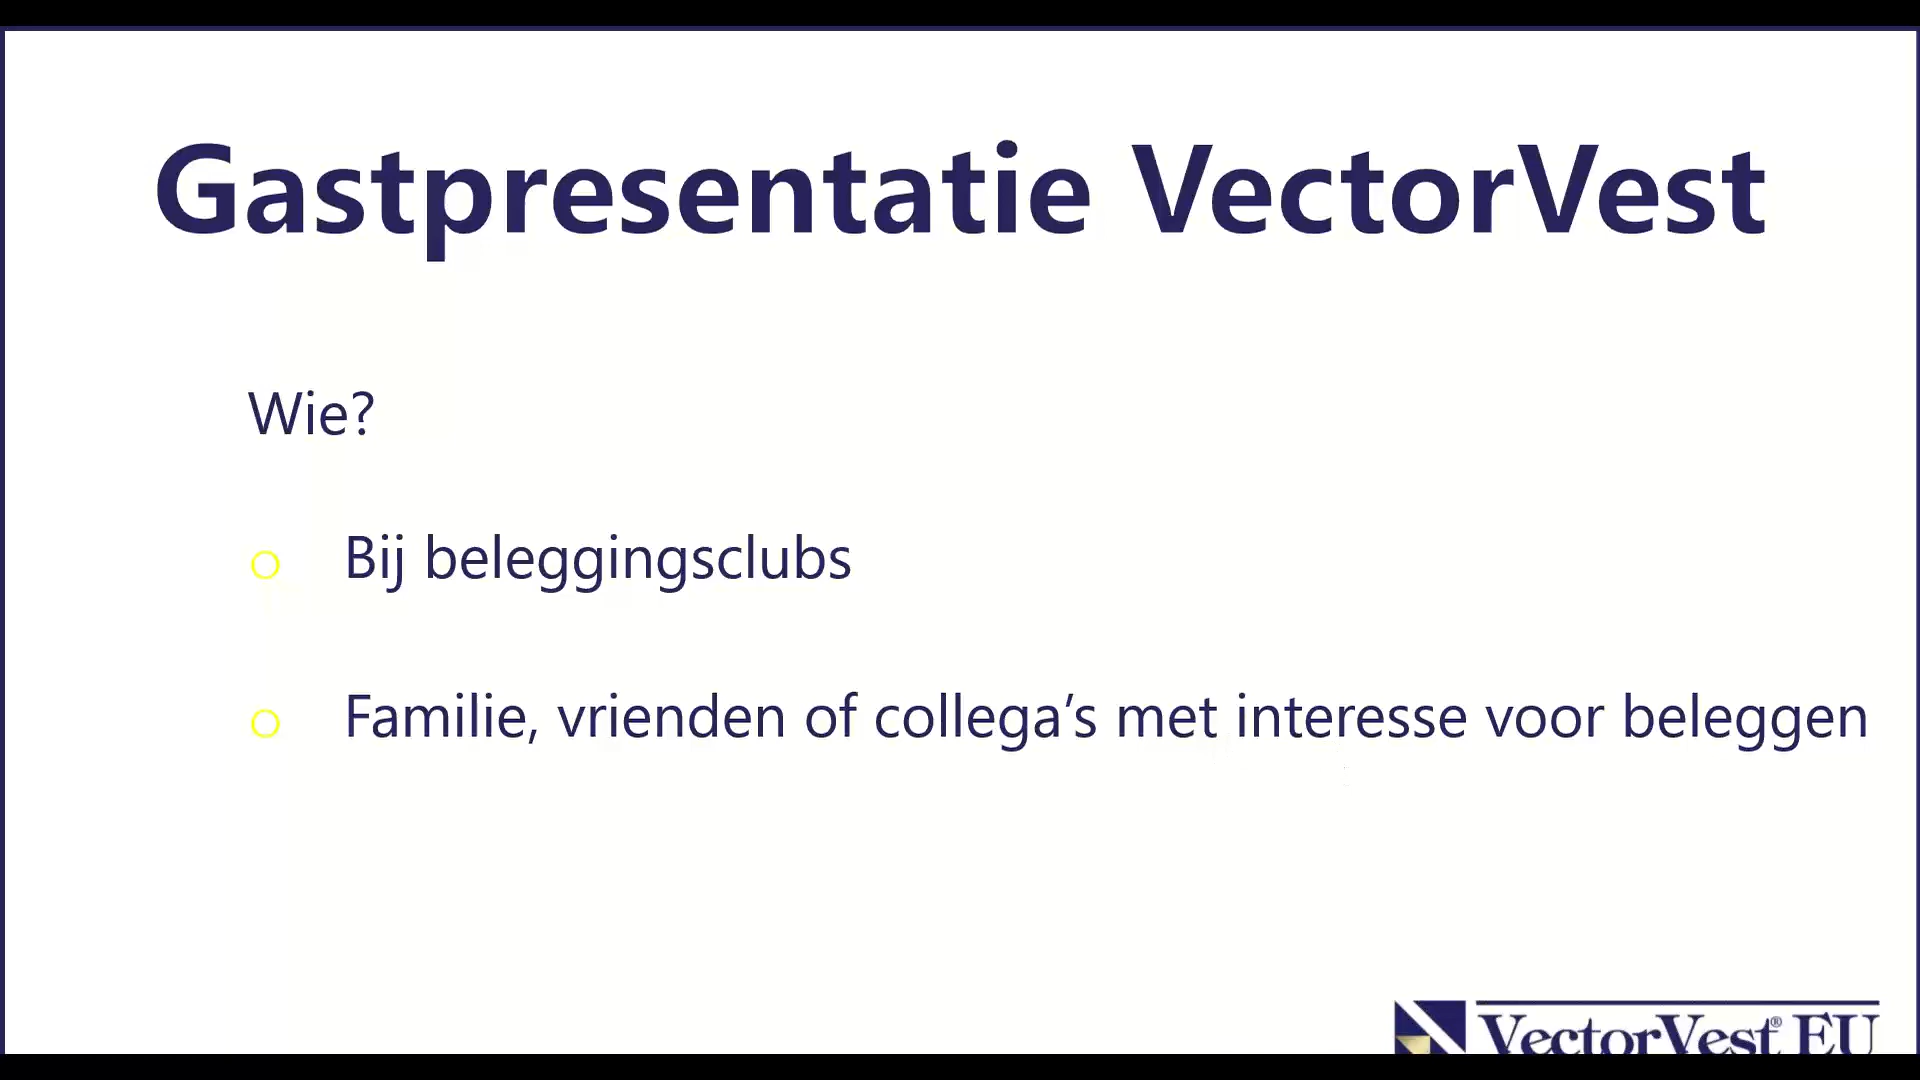 Gastpresentatie VectorVest
Wie?
o Bij beleggingsclubs
o Familie, vrienden of collega’s met interesse voor beleggen
VectorVest® EU